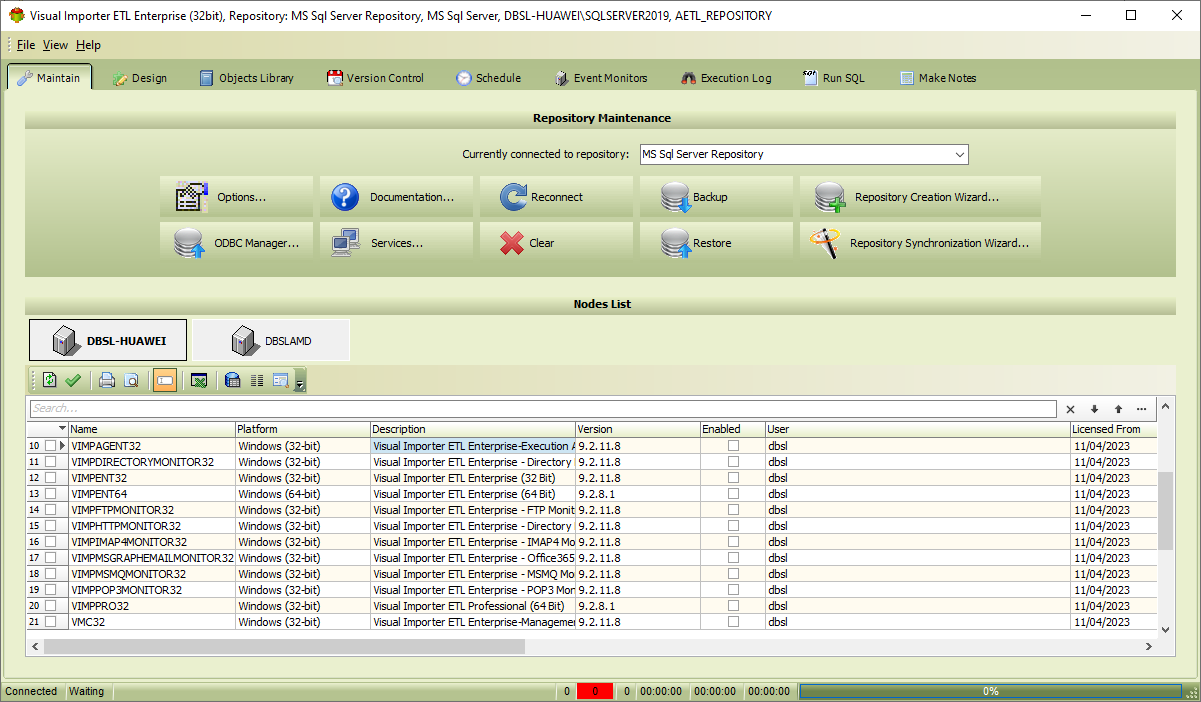 Visual Importer ETL Enterprise (32bit), Repository: MS Sql Server Repository, MS Sql Server, DBSL-HUAWEI\SQLSERVER2019, AETL_REPOSITORY
File View Help
Maintain Design Objects Library Version Control Schedule Event Monitors Execution Log Run SQL Make Notes
Repository Maintenance
Currently connected to repository: MS Sql Server Repository
Options... Documentation... Reconnect Backup Repository Creation Wizard...
ODBC Manager... Services... Clear Restore Repository Synchronization Wizard...
Nodes List
DBSL-HUAWEI DBSLAMD
Search...
Name Platform Description Version Enabled User Licensed From
10 VIMPAGENT32 Windows (32-bit) Visual Importer ETL Enterprise-Execution A 9.2.11.8 dbsl 11/04/2023
11 VIMPDIRECTORYMONITOR32 Windows (32-bit) Visual Importer ETL Enterprise - Directory 9.2.11.8 dbsl 11/04/2023
12 VIMPENT32 Windows (32-bit) Visual Importer ETL Enterprise (32 Bit) 9.2.11.8 dbsl 11/04/2023
13 VIMPENT64 Windows (64-bit) Visual Importer ETL Enterprise (64 Bit) 9.2.8.1 dbsl 11/04/2023
14 VIMPFTPMONITOR32 Windows (32-bit) Visual Importer ETL Enterprise - FTP Monit 9.2.11.8 dbsl 11/04/2023
15 VIMPHTTPMONITOR32 Windows (32-bit) Visual Importer ETL Enterprise - Directory 9.2.11.8 dbsl 11/04/2023
16 VIMPIMAP4MONITOR32 Windows (32-bit) Visual Importer ETL Enterprise - IMAP4 Mo 9.2.11.8 dbsl 11/04/2023
17 VIMPMSGRAPHEMAILMONITOR32 Windows (32-bit) Visual Importer ETL Enterprise - Office365 9.2.11.8 dbsl 11/04/2023
18 VIMPMSMQMONITOR32 Windows (32-bit) Visual Importer ETL Enterprise - MSMQ Mo 9.2.11.8 dbsl 11/04/2023
19 VIMPPOP3MONITOR32 Windows (32-bit) Visual Importer ETL Enterprise - POP3 Mon 9.2.11.8 dbsl 11/04/2023
20 VIMPPRO32 Windows (32-bit) Visual Importer ETL Professional (64 Bit) 9.2.8.1 dbsl 11/04/2023
21 VMC32 Windows (32-bit) Visual Importer ETL Enterprise-Managemer 9.2.11.8 dbsl 11/04/2023
Connected Waiting 0 0 0 00:00:00 00:00:00 00:00:00 0%